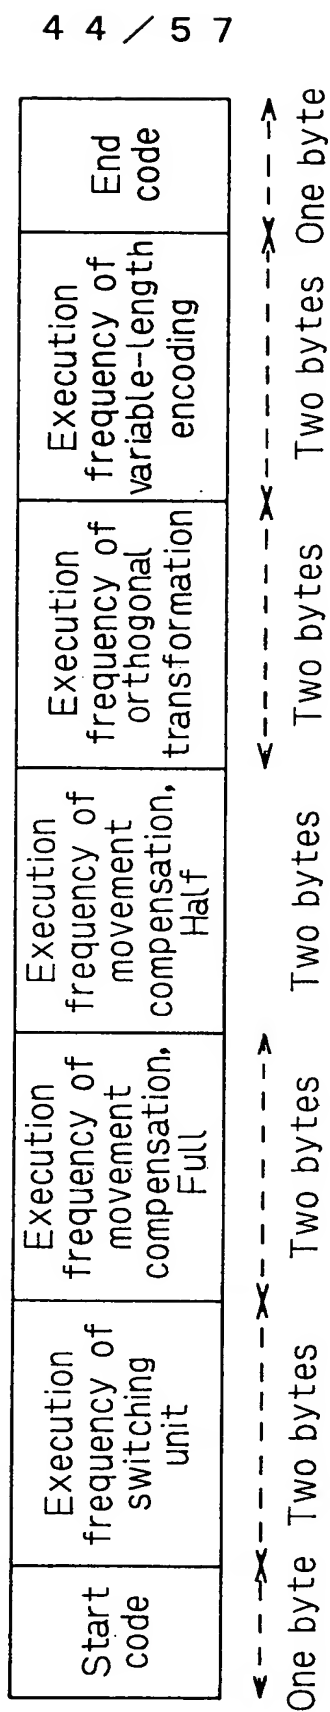 44/57
Start
code
Execution
frequency of
switching
unit
Execution
frequency of
movement
compensation,
Full
Execution
frequency of
movement
compensation,
Half
Execution
frequency of
orthogonal
transformation
Execution
frequency of
variable-length
encoding
End
code
One byte
Two bytes
Two bytes
Two bytes
Two bytes
Two bytes
One byte